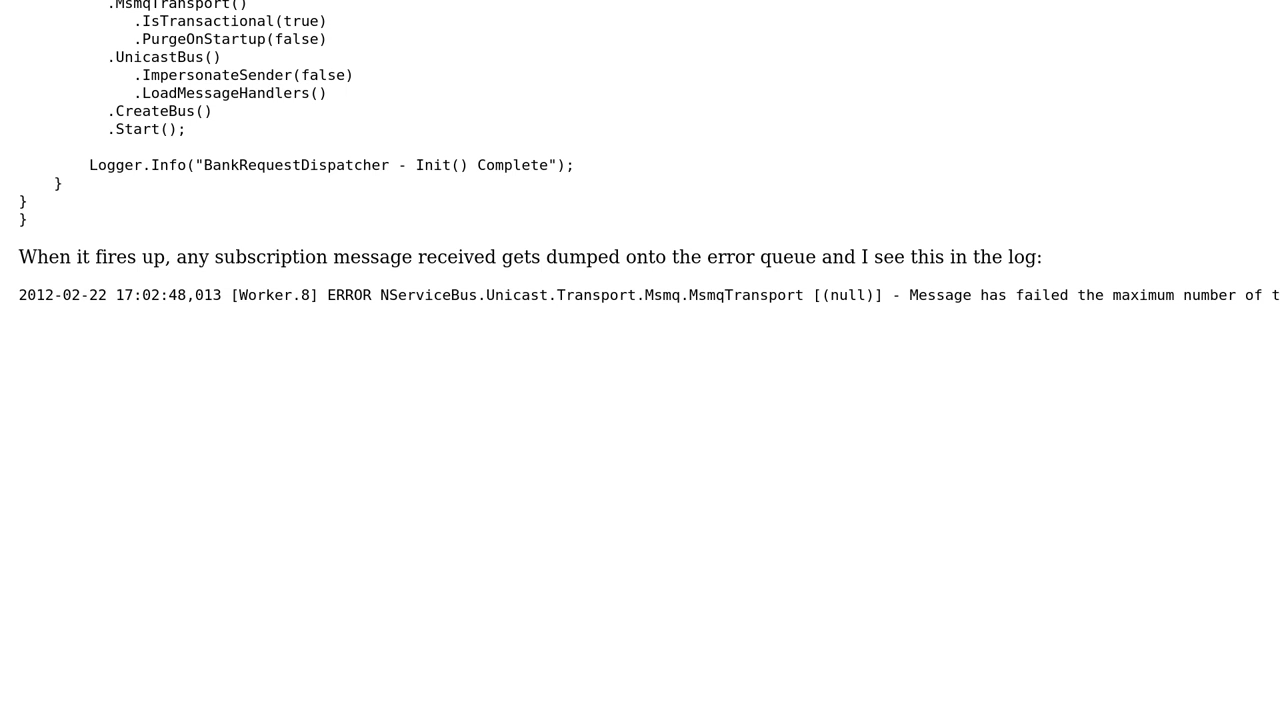 .MsmqTransport()
.IsTransactional(true)
.PurgeOnStartup(false)
.UnicastBus()
.ImpersonateSender(false)
.LoadMessageHandlers()
.CreateBus()
.Start();
Logger.Info("BankRequestDispatcher - Init() Complete");
}
}
}
When it fires up, any subscription message received gets dumped onto the error queue and I see this in the log:
2012-02-22 17:02:48,013 [Worker.8] ERROR NServiceBus.Unicast.Transport.Msmq.MsmqTransport [(null)] - Message has failed the maximum number of t